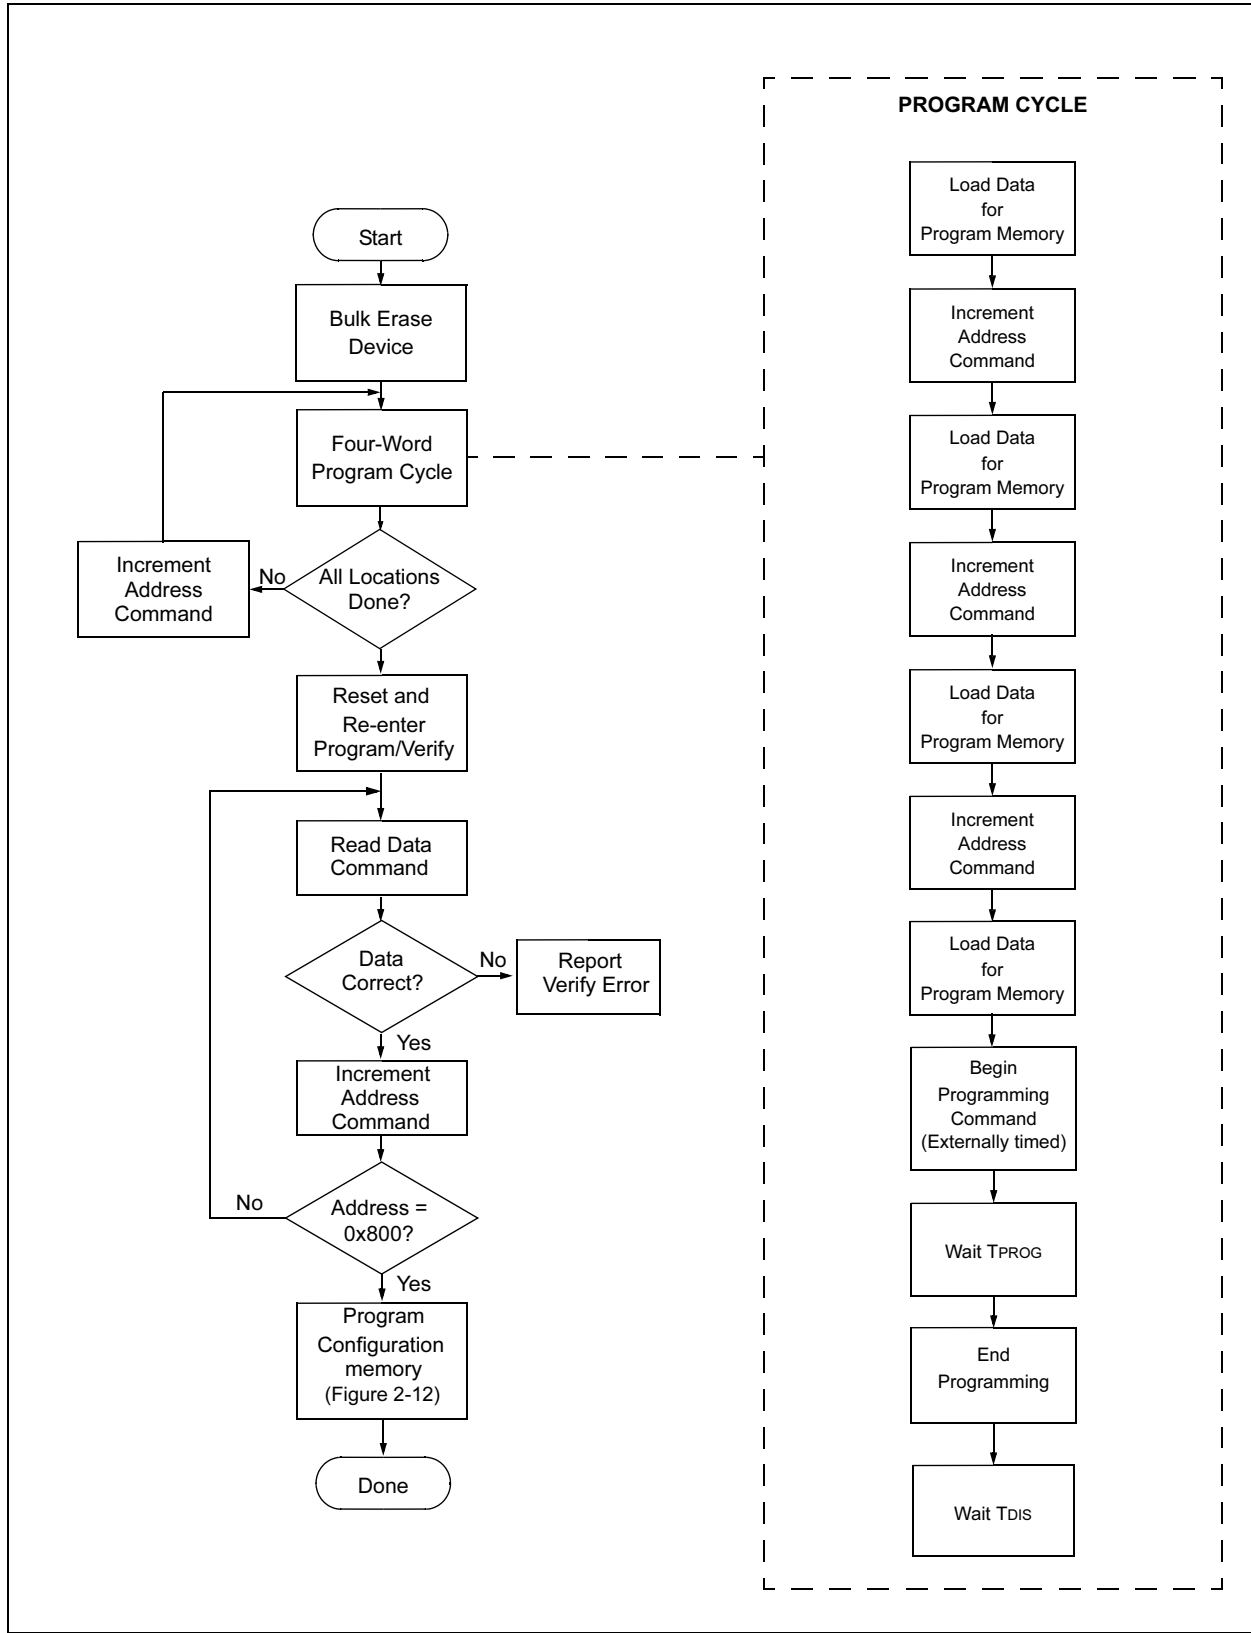 Start
Bulk Erase
Device
Four-Word
Program Cycle
All Locations
Done?
No
Increment
Address
Command
Reset and
Re-enter
Program/Verify
Read Data
Command
Data
Correct?
No
Report
Verify Error
Yes
Increment
Address
Command
Address =
0x800?
No
Yes
Program
Configuration
memory
(Figure 2-12)
Done
PROGRAM CYCLE
Load Data
for
Program Memory
Increment
Address
Command
Load Data
for
Program Memory
Increment
Address
Command
Load Data
for
Program Memory
Increment
Address
Command
Load Data
for
Program Memory
Begin
Programming
Command
(Externally timed)
Wait TPROG
End
Programming
Wait TDIS